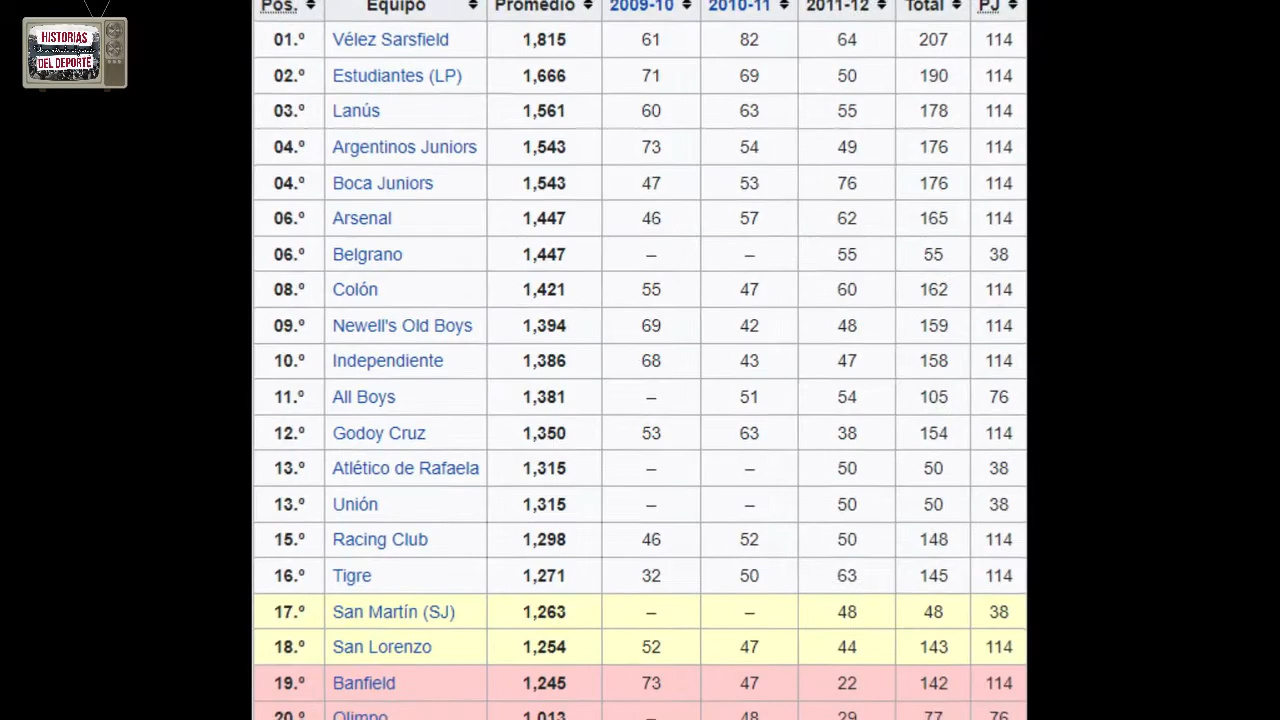 HISTORIAS
DEL DEPORTE
Pos. Equipo Promedio 2009-10 2010-11 2011-12 Total PJ
01.º Vélez Sarsfield 1,815 61 82 64 207 114
02.º Estudiantes (LP) 1,666 71 69 50 190 114
03.º Lanús 1,561 60 63 55 178 114
04.º Argentinos Juniors 1,543 73 54 49 176 114
04.º Boca Juniors 1,543 47 53 76 176 114
06.º Arsenal 1,447 46 57 62 165 114
06.º Belgrano 1,447 – – 55 55 38
08.º Colón 1,421 55 47 60 162 114
09.º Newell's Old Boys 1,394 69 42 48 159 114
10.º Independiente 1,386 68 43 47 158 114
11.º All Boys 1,381 – 51 54 105 76
12.º Godoy Cruz 1,350 53 63 38 154 114
13.º Atlético de Rafaela 1,315 – – 50 50 38
13.º Unión 1,315 – – 50 50 38
15.º Racing Club 1,298 46 52 50 148 114
16.º Tigre 1,271 32 50 63 145 114
17.º San Martín (SJ) 1,263 – – 48 48 38
18.º San Lorenzo 1,254 52 47 44 143 114
19.º Banfield 1,245 73 47 22 142 114
20.º Olimpo 1,013 – 48 29 77 76